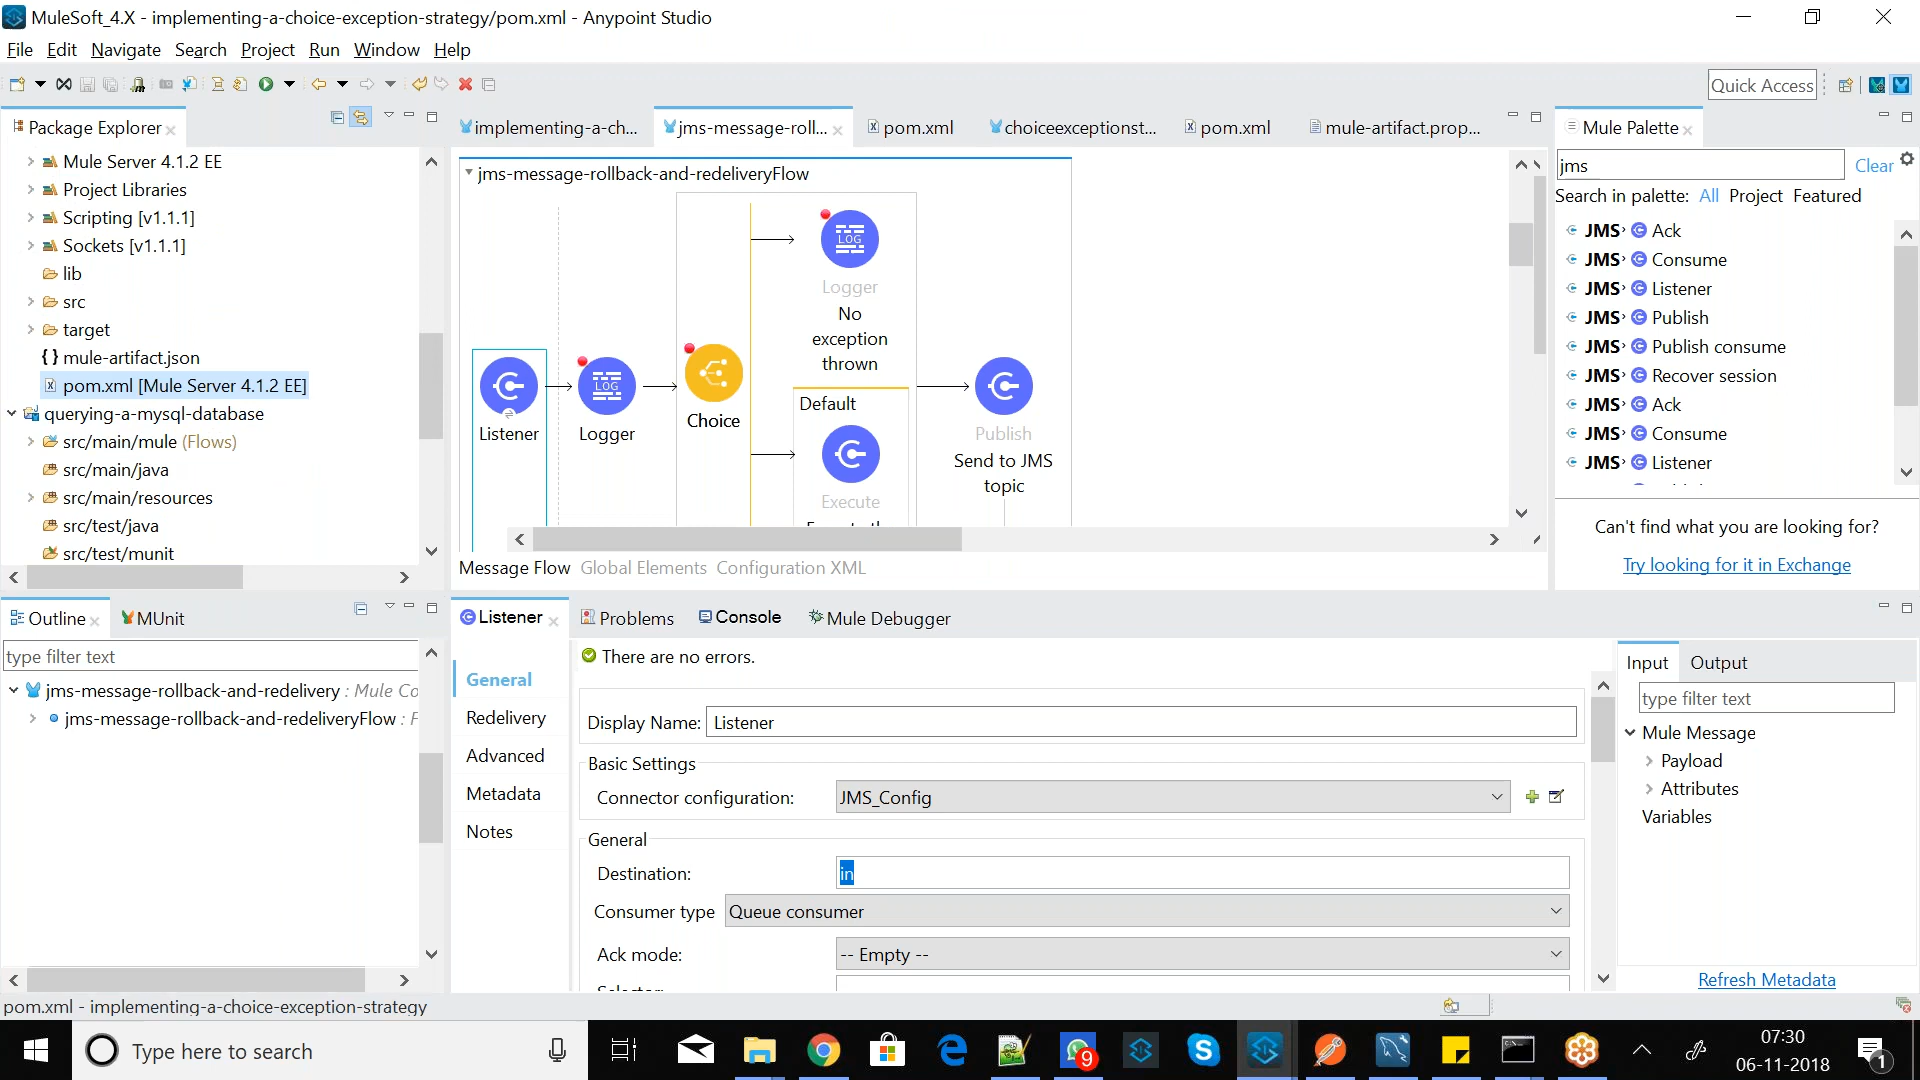 MuleSoft_4.X - implementing-a-choice-exception-strategy/pom.xml - Anypoint Studio
File Edit Navigate Search Project Run Window Help
Quick Access
Package Explorer
Mule Server 4.1.2 EE
Project Libraries
Scripting [v1.1.1]
Sockets [v1.1.1]
lib
src
target
mule-artifact.json
pom.xml [Mule Server 4.1.2 EE]
querying-a-mysql-database
src/main/mule (Flows)
src/main/java
src/main/resources
src/test/java
src/test/munit
implementing-a-ch... jms-message-roll... pom.xml choiceexceptionst... pom.xml mule-artifact.prop...
jms-message-rollback-and-redeliveryFlow
LOG
Logger
No
exception
thrown
LOG
Listener
Logger
Choice
Default
Execute
Publish
Send to JMS
topic
Message Flow Global Elements Configuration XML
Mule Palette
jms
Clear
Search in palette: All Project Featured
JMS Ack
JMS Consume
JMS Listener
JMS Publish
JMS Publish consume
JMS Recover session
JMS Ack
JMS Consume
JMS Listener
Can't find what you are looking for?
Try looking for it in Exchange
Outline MUnit
type filter text
jms-message-rollback-and-redelivery : Mule Co
jms-message-rollback-and-redeliveryFlow : F
Listener Problems Console Mule Debugger
There are no errors.
General
Redelivery
Advanced
Metadata
Notes
Display Name: Listener
Basic Settings
Connector configuration: JMS_Config
General
Destination: in
Consumer type Queue consumer
Ack mode: -- Empty --
Input Output
type filter text
Mule Message
Payload
Attributes
Variables
Refresh Metadata
pom.xml - implementing-a-choice-exception-strategy
Type here to search
9
07:30
06-11-2018
1